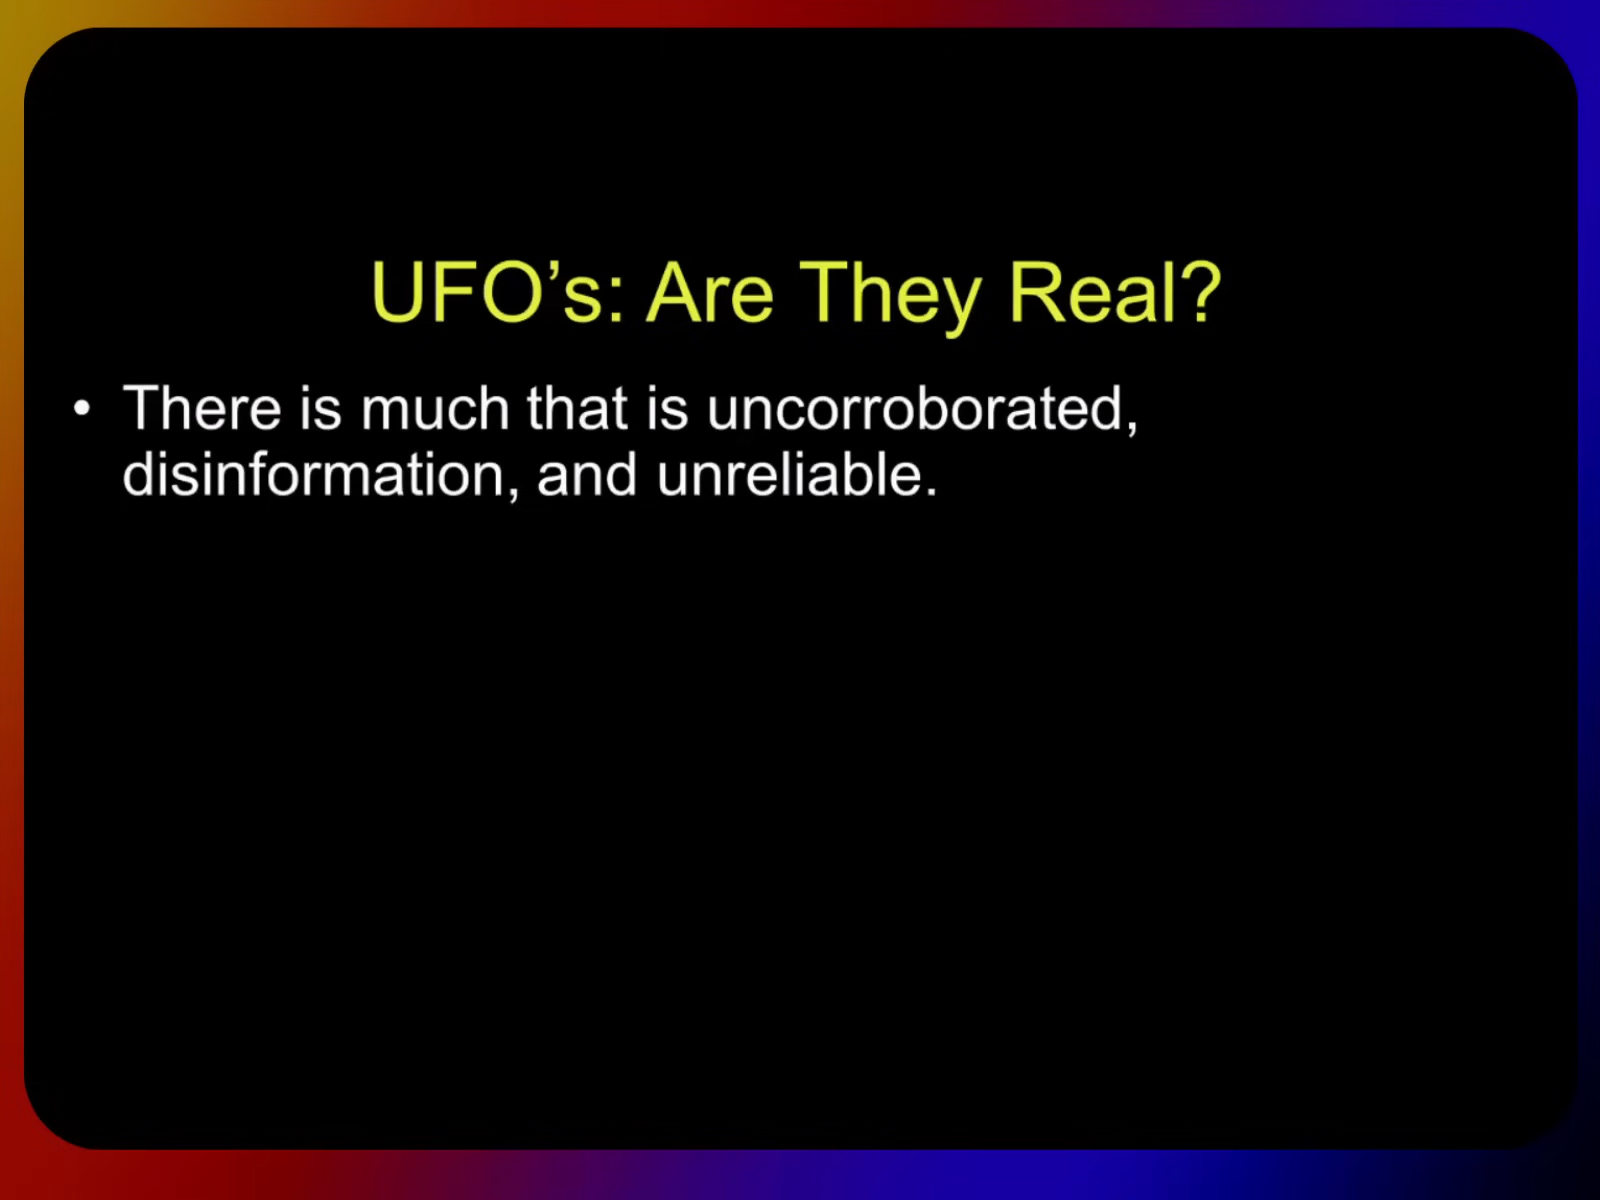 UFO’s: Are They Real?
• There is much that is uncorroborated,
disinformation, and unreliable.